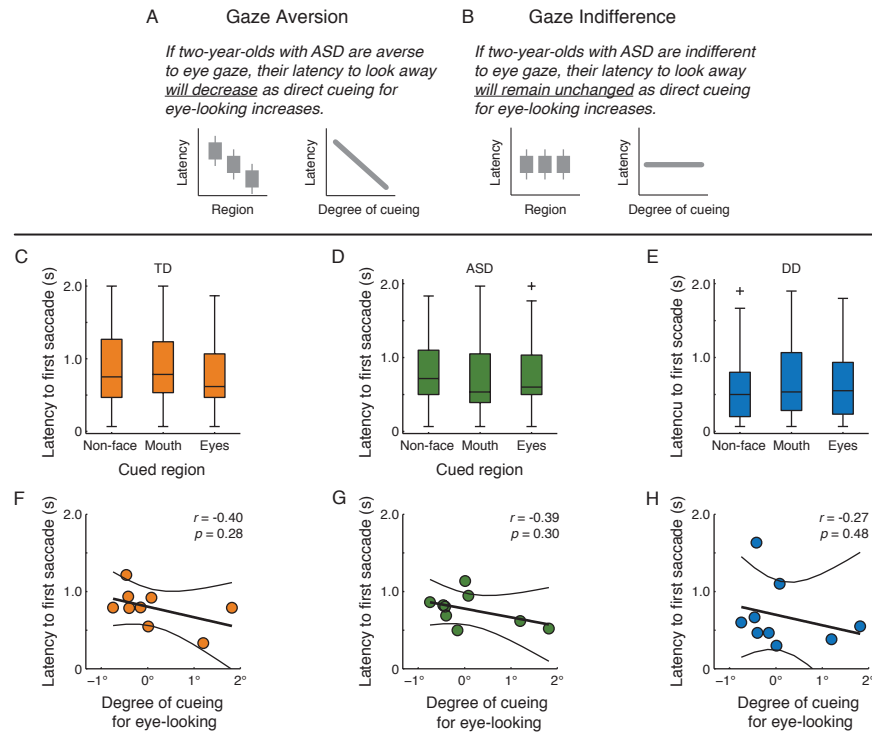 A Gaze Aversion
If two-year-olds with ASD are averse
to eye gaze, their latency to look away
will decrease as direct cueing for
eye-looking increases.
Latency
Region
Latency
Degree of cueing
B Gaze Indifference
If two-year-olds with ASD are indifferent
to eye gaze, their latency to look away
will remain unchanged as direct cueing
for eye-looking increases.
Latency
Region
Latency
Degree of cueing
C
TD
Latency to first saccade (s)
2.0
1.0
0
Non-face Mouth Eyes
Cued region
D
ASD
Latency to first saccade (s)
2.0
1.0
0
Non-face Mouth Eyes
Cued region
E
DD
Latencu to first sccade (s)
2.0
1.0
0
Non-face Mouth Eyes
F
Latency to first saccade (s)
2.0
1.0
0
r = -0.40
p = 0.28
−1° 0° 1° 2°
Degree of cueing
for eye-looking
G
Latency to first saccade (s)
2.0
1.0
0
r = -0.39
p = 0.30
−1° 0° 1° 2°
Degree of cueing
for eye-looking
H
Latency to first saccade (s)
2.0
1.0
0
r = -0.27
p = 0.48
−1° 0° 1° 2°
Degree of cueing
for eye-looking